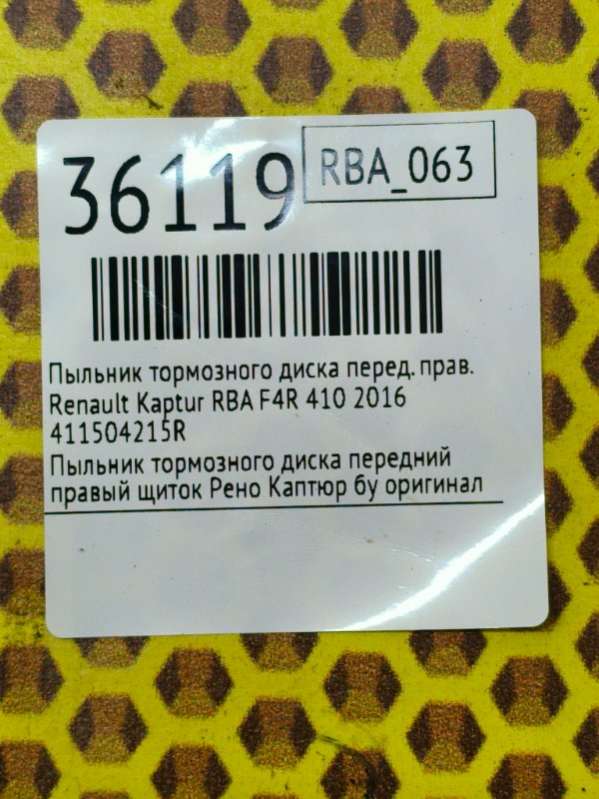 36119
RBA_063
Пыльник тормозного диска перед. прав.
Renault Kaptur RBA F4R 410 2016
411504215R
Пыльник тормозного диска передний
правый щиток Рено Каптюр бу оригинал